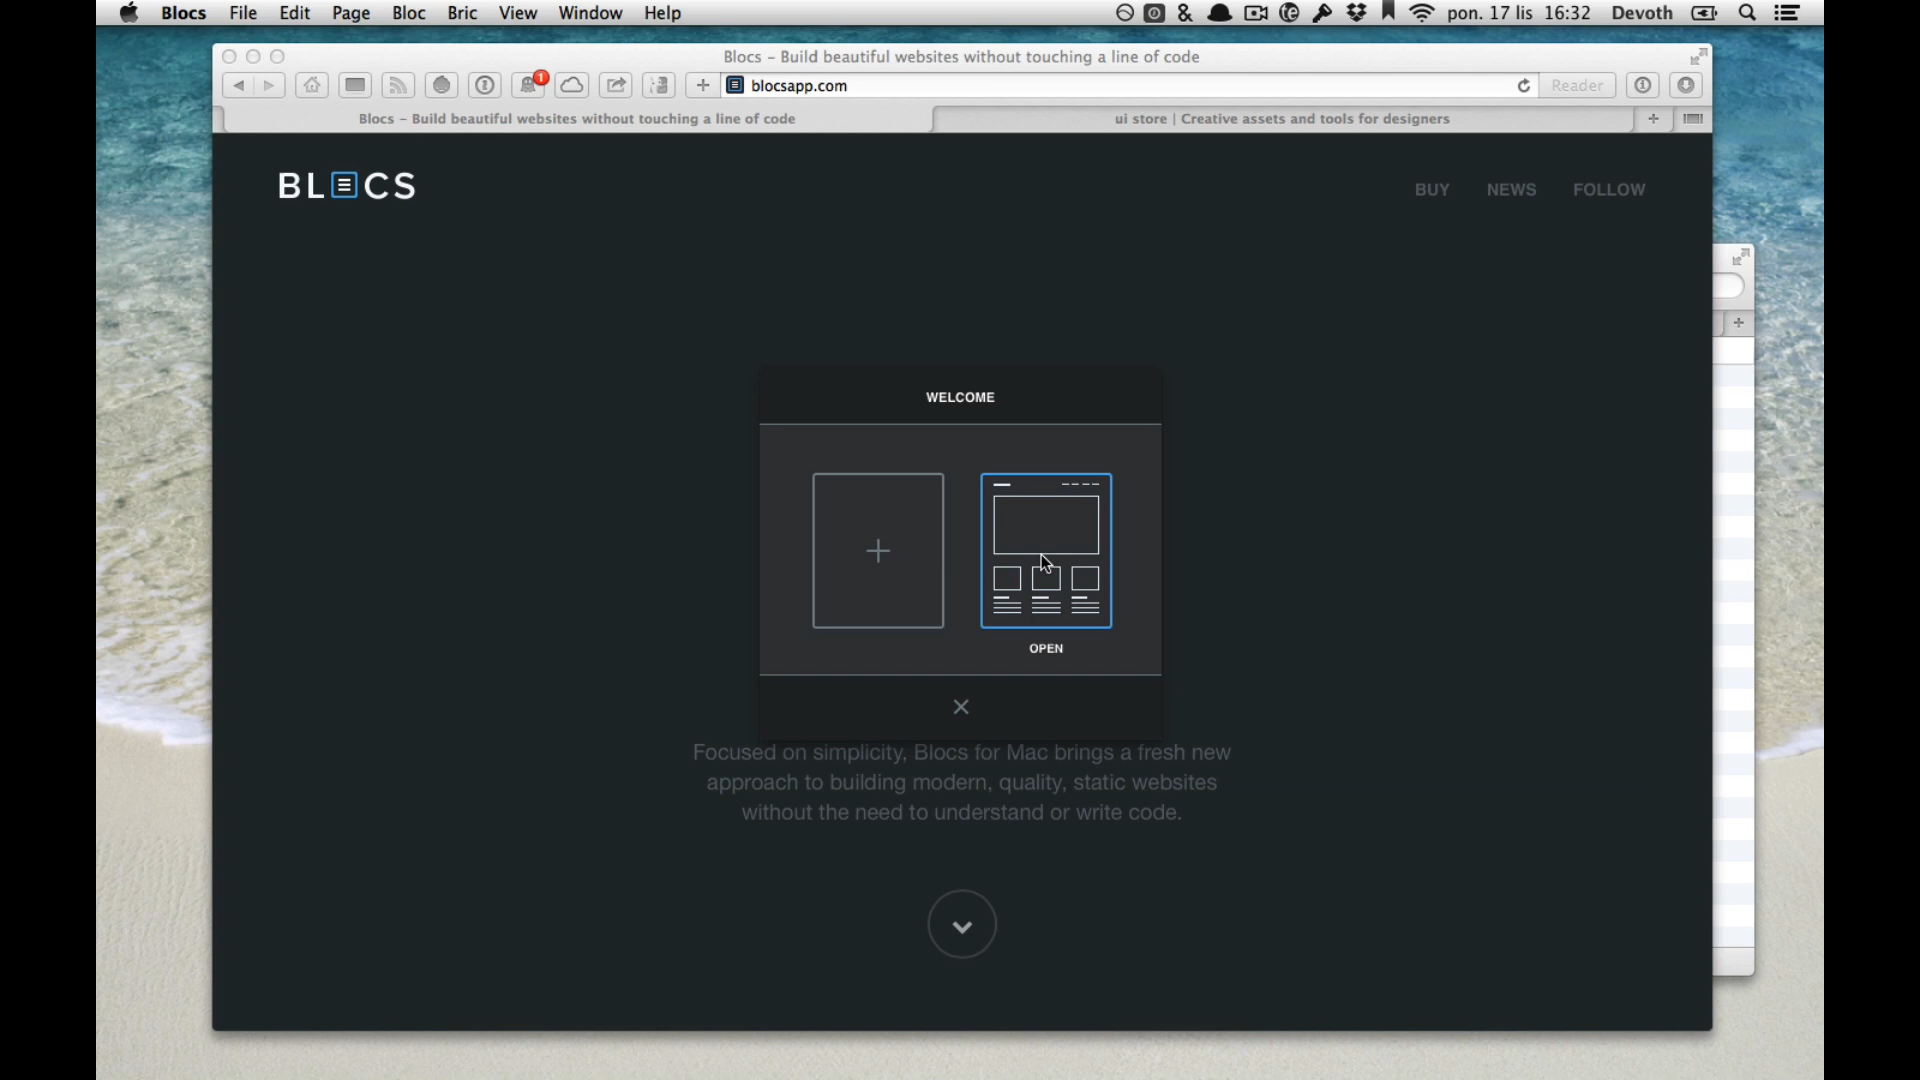 Blocs File Edit Page Bloc Bric View Window Help pon. 17 lis 16:32 Devoth
Blocs – Build beautiful websites without touching a line of code
1
blocsapp.com Reader
Blocs – Build beautiful websites without touching a line of code
ui store | Creative assets and tools for designers
BLOCS
BUY NEWS FOLLOW
WELCOME
OPEN
Focused on simplicity, Blocs for Mac brings a fresh new
approach to building modern, quality, static websites
without the need to understand or write code.